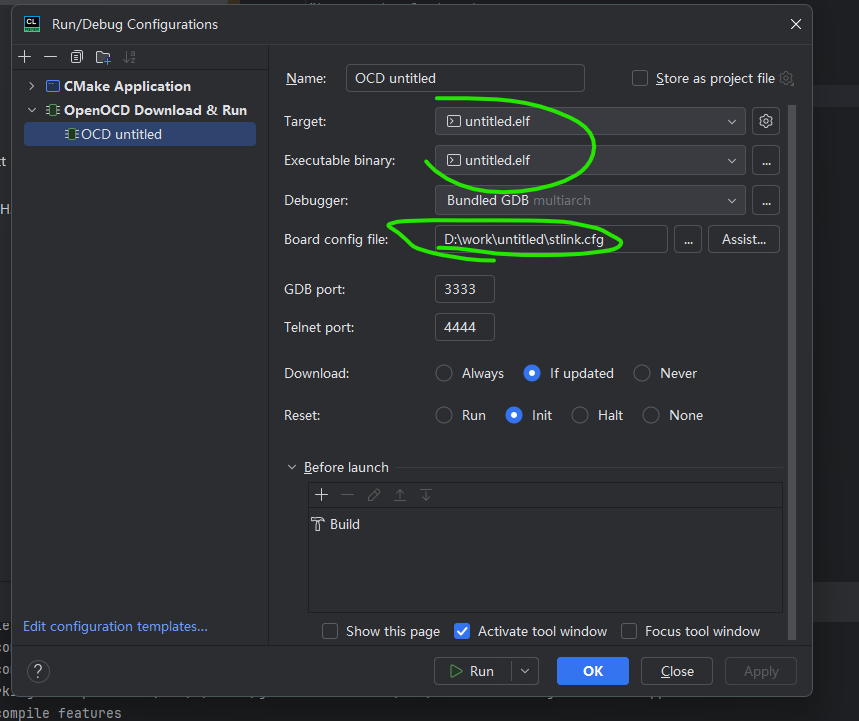 CL
Run/Debug Configurations
CMake Application
OpenOCD Download & Run
OCD untitled
Name: OCD untitled Store as project file
Target: untitled.elf
Executable binary: untitled.elf ...
Debugger: Bundled GDB multiarch ...
Board config file: D:\work\untitled\stlink.cfg ... Assist...
GDB port: 3333
Telnet port: 4444
Download: Always If updated Never
Reset: Run Init Halt None
Before launch
Build
Edit configuration templates...
Show this page Activate tool window Focus tool window
? Run OK Close Apply
compile features